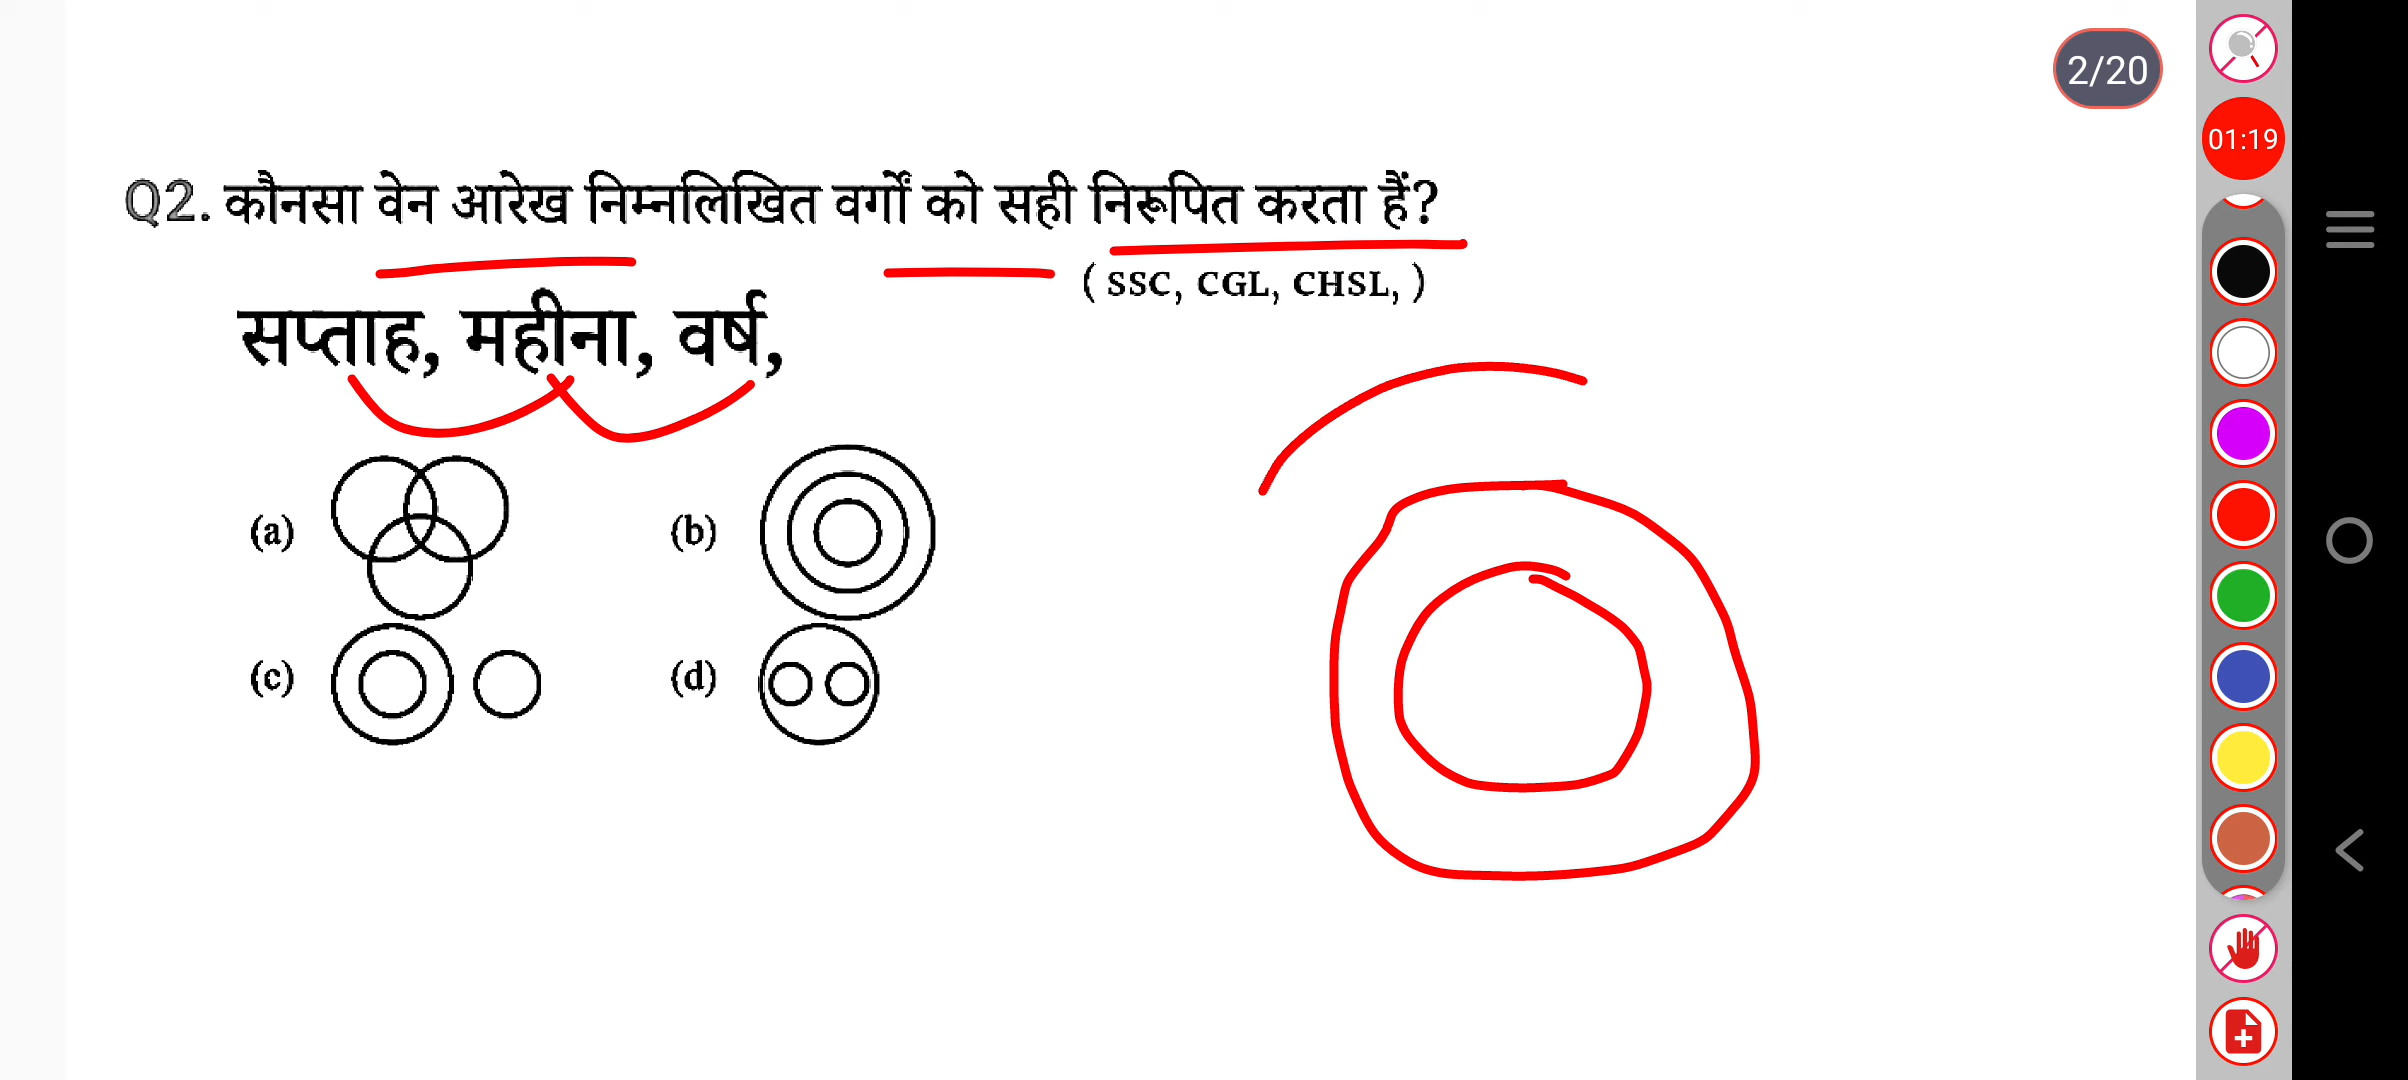 2/20
01:19
Q2. कौनसा वेन आरेख निम्नलिखित वर्गों को सही निरूपित करता हैं?
( SSC, CGL, CHSL, )
सप्ताह, महीना, वर्ष,
(a) (b)
(c) (d)